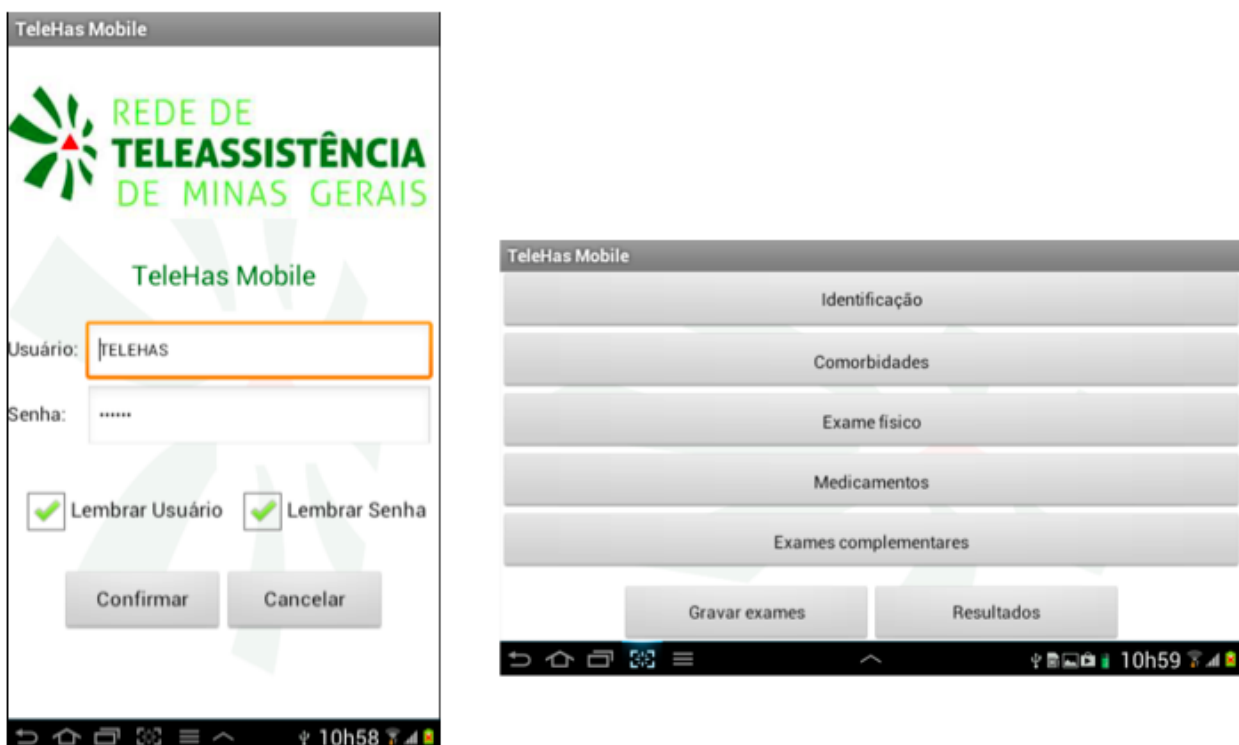 TeleHas Mobile
REDE DE
TELEASSISTÊNCIA
DE MINAS GERAIS
TeleHas Mobile
Usuário: TELEHAS
Senha: ••••••
Lembrar Usuário Lembrar Senha
Confirmar Cancelar
10h58
TeleHas Mobile
Identificação
Comorbidades
Exame físico
Medicamentos
Exames complementares
Gravar exames Resultados
10h59